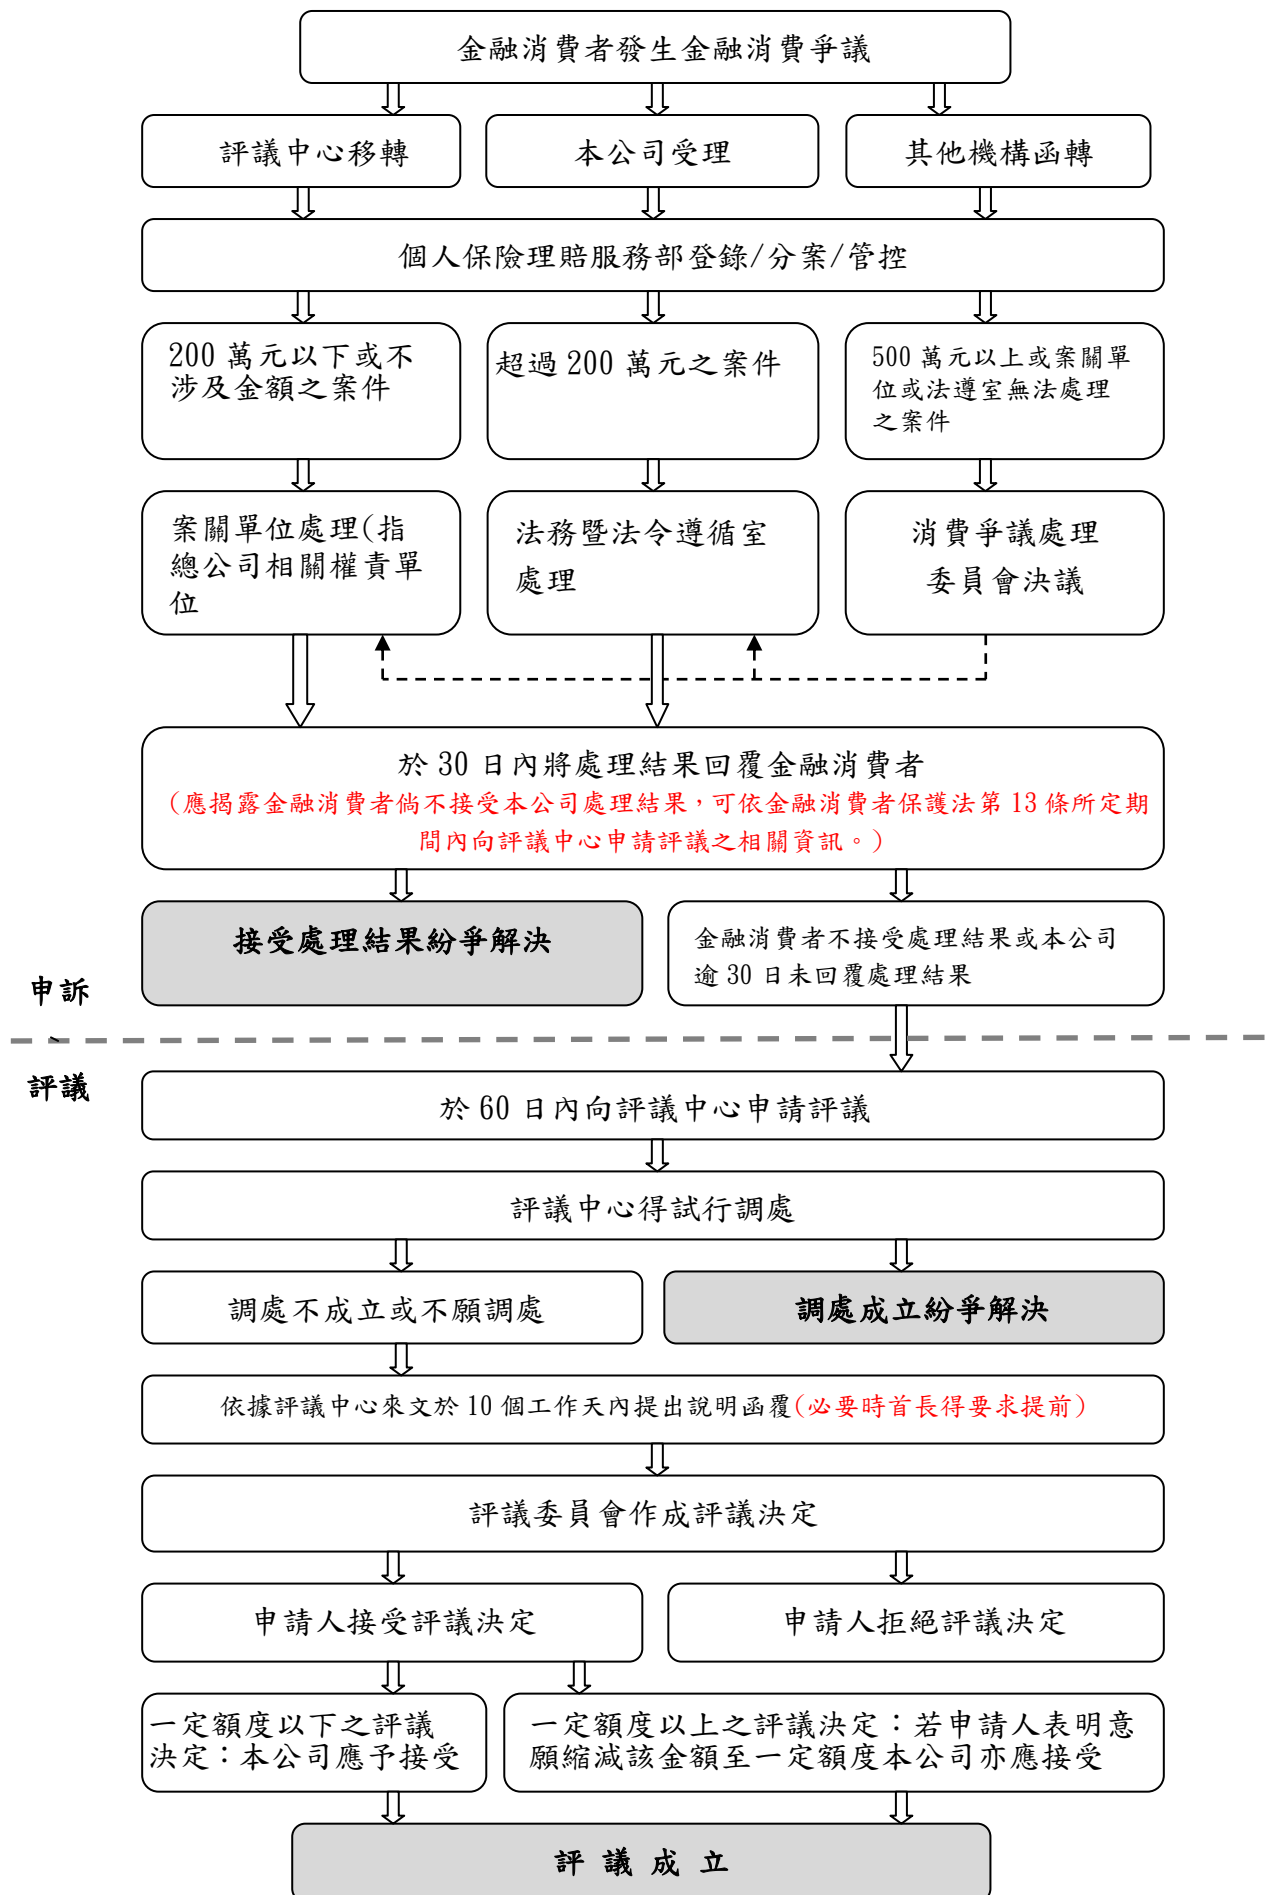 金融消費者發生金融消費爭議
評議中心移轉
本公司受理
其他機構函轉
個人保險理賠服務部登錄/分案/管控
200 萬元以下或不
涉及金額之案件
超過 200 萬元之案件
500 萬元以上或案關單
位或法遵室無法處理
之案件
案關單位處理(指
總公司相關權責單
位
法務暨法令遵循室
處理
消費爭議處理
委員會決議
於 30 日內將處理結果回覆金融消費者
(應揭露金融消費者倘不接受本公司處理結果，可依金融消費者保護法第 13 條所定期
間內向評議中心申請評議之相關資訊。)
接受處理結果紛爭解決
金融消費者不接受處理結果或本公司
逾 30 日未回覆處理結果
申訴
、
評議
於 60 日內向評議中心申請評議
評議中心得試行調處
調處不成立或不願調處
調處成立紛爭解決
依據評議中心來文於 10 個工作天內提出說明函覆(必要時首長得要求提前)
評議委員會作成評議決定
申請人接受評議決定
申請人拒絕評議決定
一定額度以下之評議
決定：本公司應予接受
一定額度以上之評議決定：若申請人表明意
願縮減該金額至一定額度本公司亦應接受
評 議 成 立